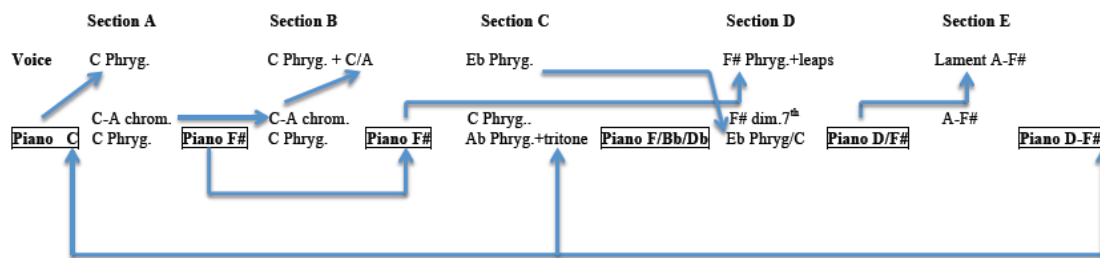 Section A Section B Section C Section D Section E
Voice C Phryg. C Phryg. + C/A Eb Phryg. F# Phryg.+leaps Lament A-F#
C-A chrom. C-A chrom. C Phryg.. F# dim.7th A-F#
Piano C C Phryg. Piano F# C Phryg. Piano F# Ab Phryg.+tritone Piano F/Bb/Db Eb Phryg/C Piano D/F# Piano D-F#